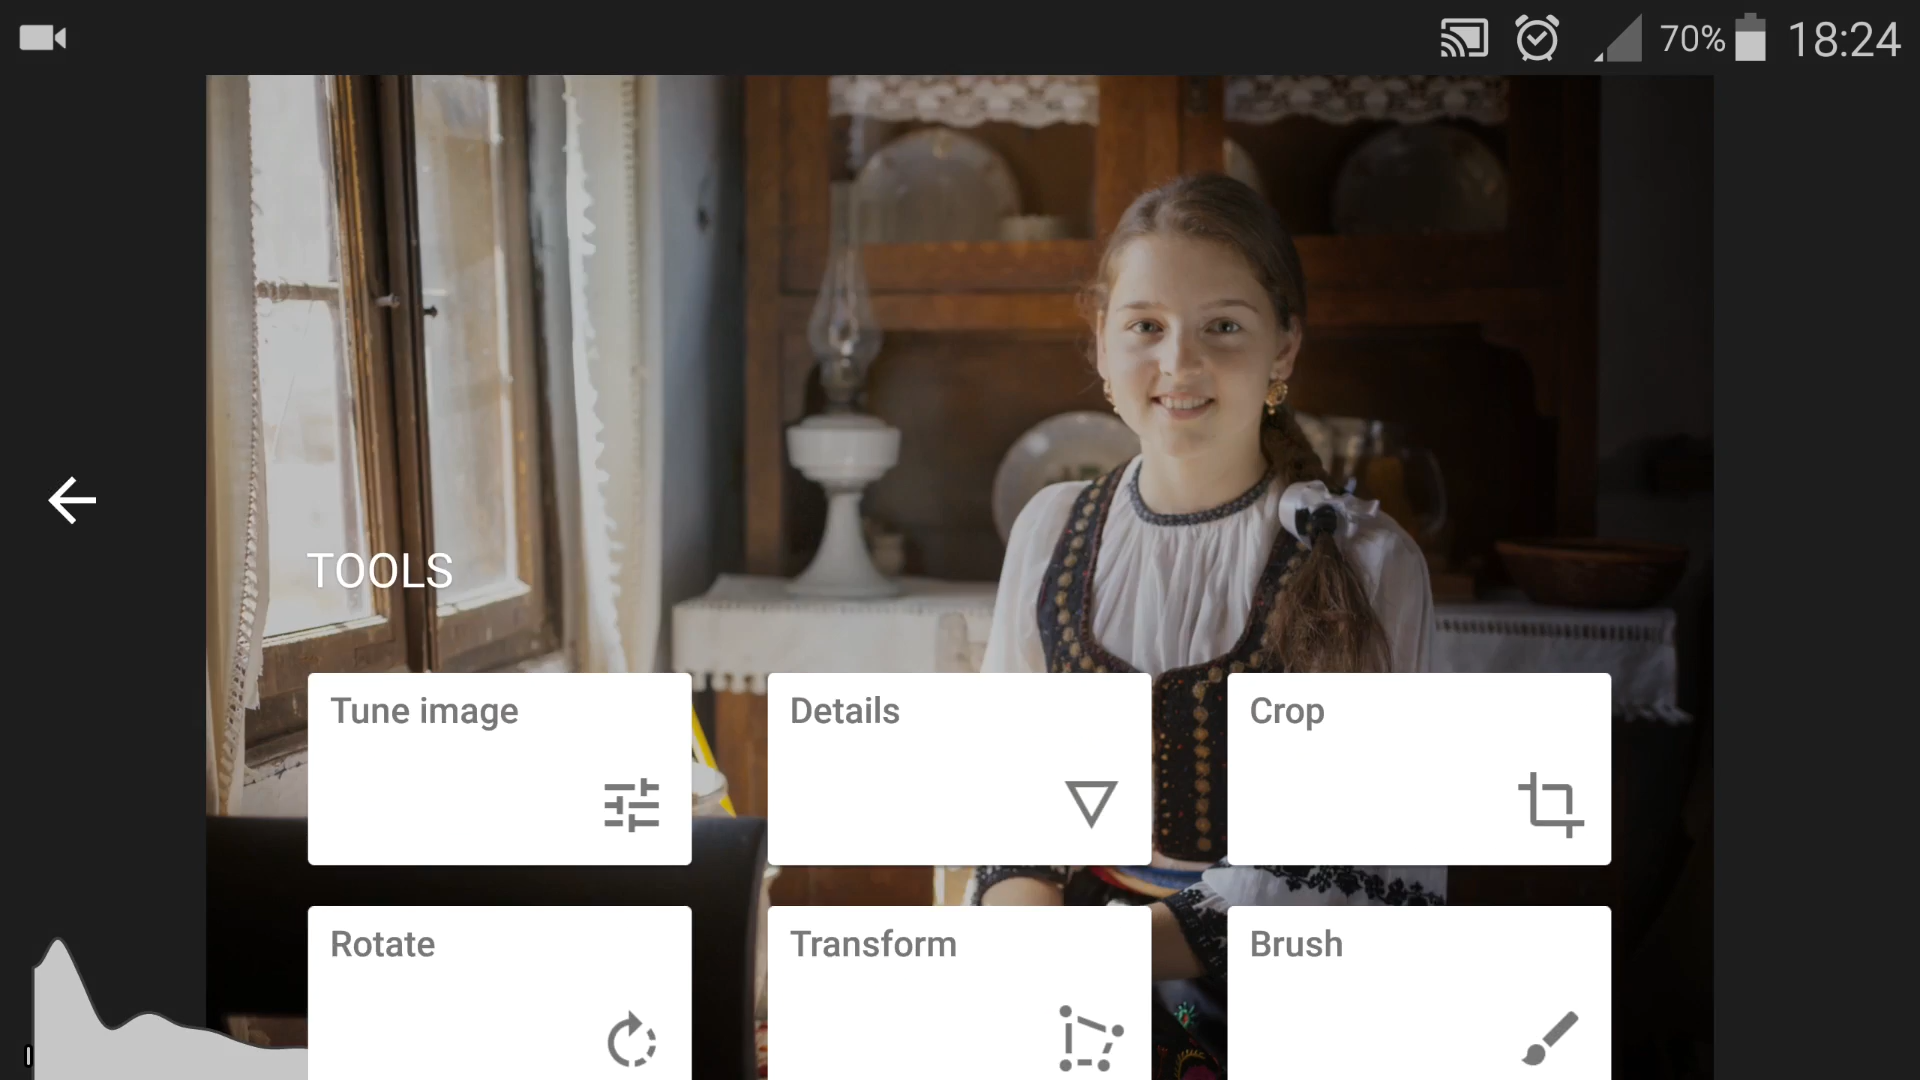 70% 18:24
TOOLS
Tune image
Details
Crop
Rotate
Transform
Brush